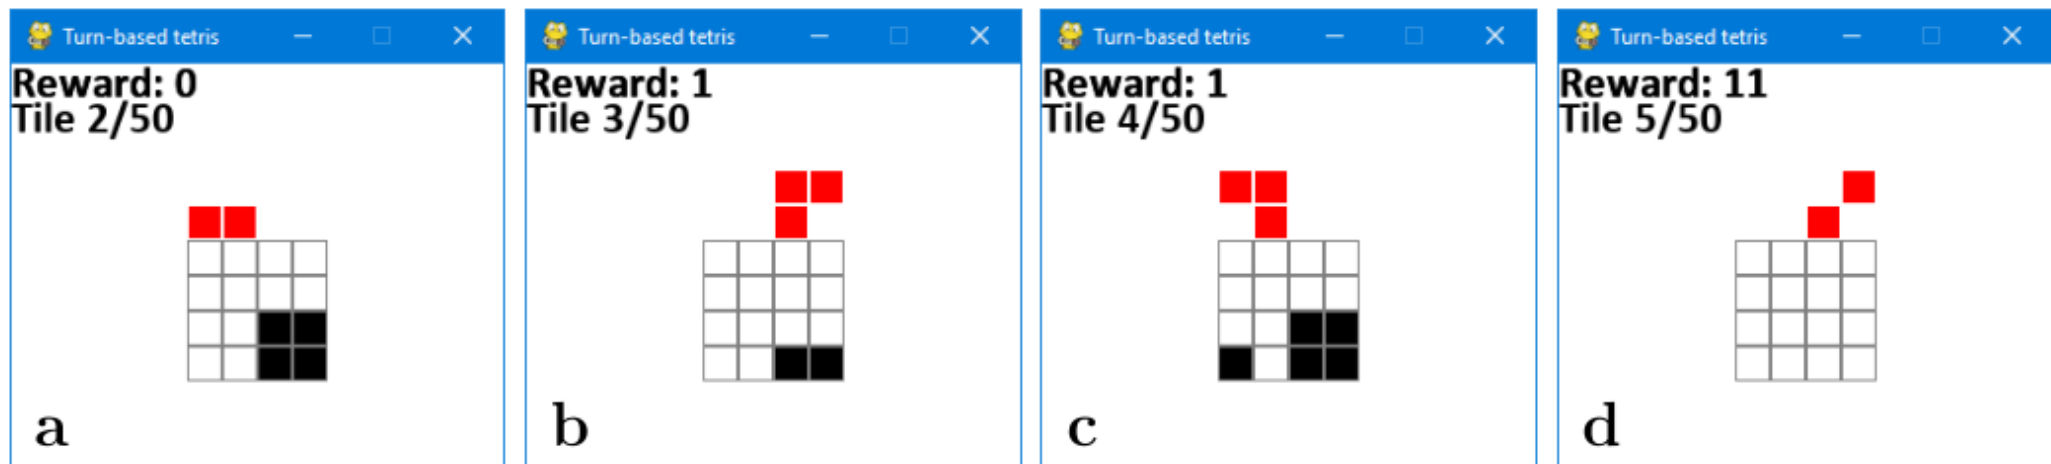 Turn-based tetris
Reward: 0
Tile 2/50
a
Turn-based tetris
Reward: 1
Tile 3/50
b
Turn-based tetris
Reward: 1
Tile 4/50
c
Turn-based tetris
Reward: 11
Tile 5/50
d